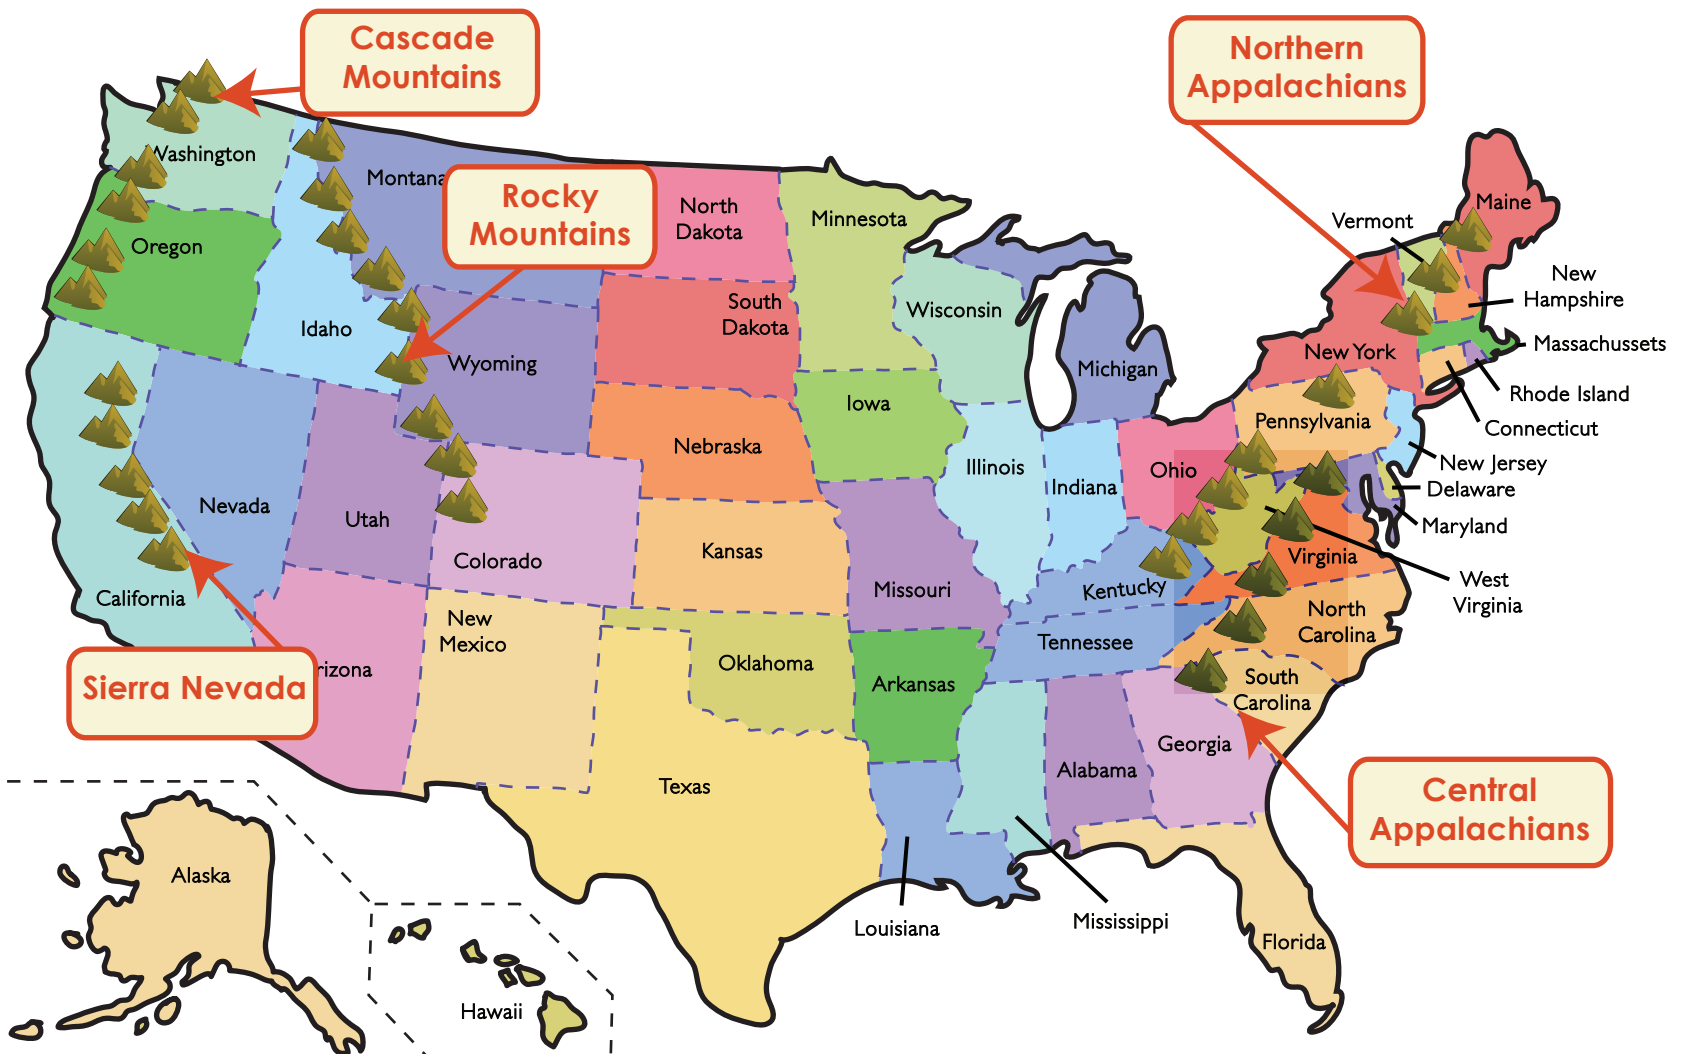 Cascade
Mountains
Northern
Appalachians
Rocky
Mountains
Washington
Montana
North
Dakota
Minnesota
Vermont
Maine
Oregon
New
Hampshire
South
Dakota
Wisconsin
Idaho
Wyoming
Michigan
New York
Massachussets
Rhode Island
Iowa
Nebraska
Pennsylvania
Connecticut
Illinois
Indiana
Ohio
New Jersey
Delaware
Maryland
Nevada
Utah
Colorado
Kansas
Missouri
Kentucky
Virginia
West
Virginia
California
New
Mexico
North
Carolina
Tennessee
Oklahoma
Arkansas
South
Carolina
Sierra Nevada
rizona
Georgia
Alabama
Texas
Central
Appalachians
Alaska
Louisiana
Mississippi
Florida
Hawaii